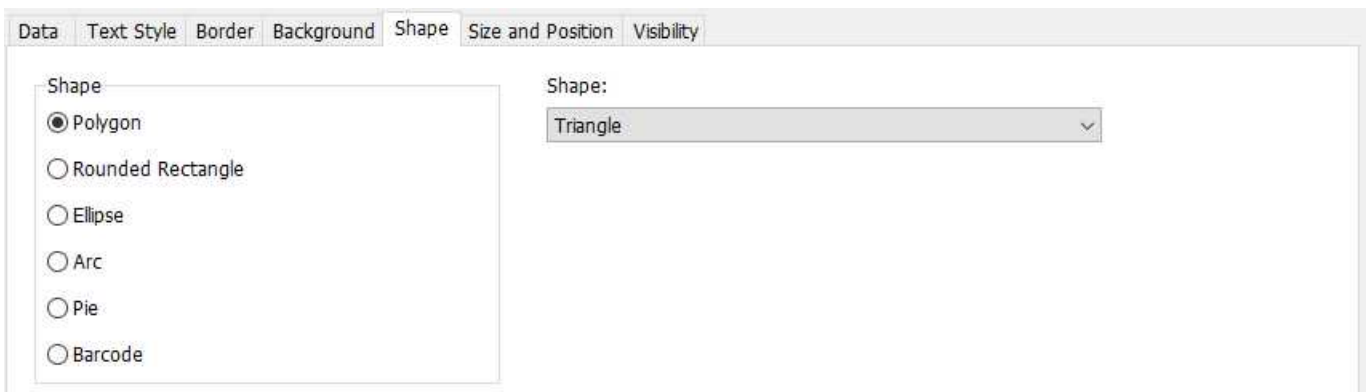 Data Text Style Border Background Shape Size and Position Visibility
Shape
Polygon
Rounded Rectangle
Ellipse
Arc
Pie
Barcode
Shape:
Triangle